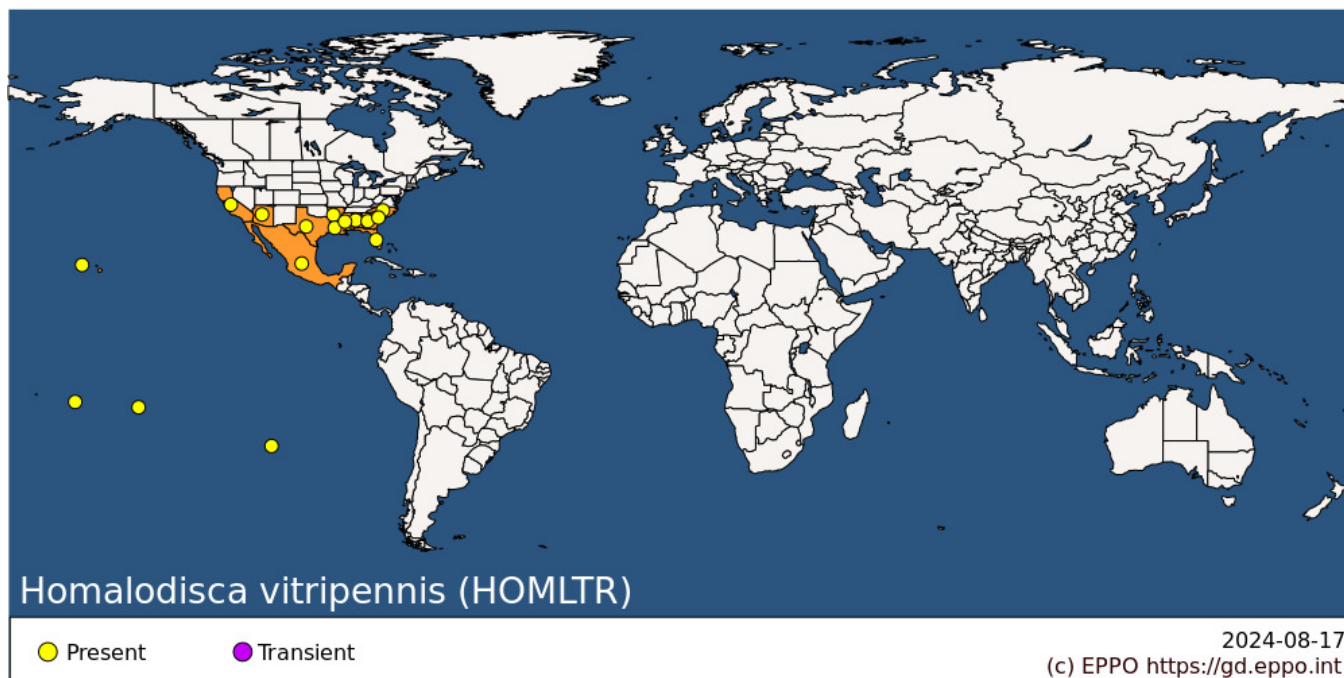 Homalodisca vitripennis (HOMLTR)
Present
Transient
2024-08-17
(c) EPPO https://gd.eppo.int